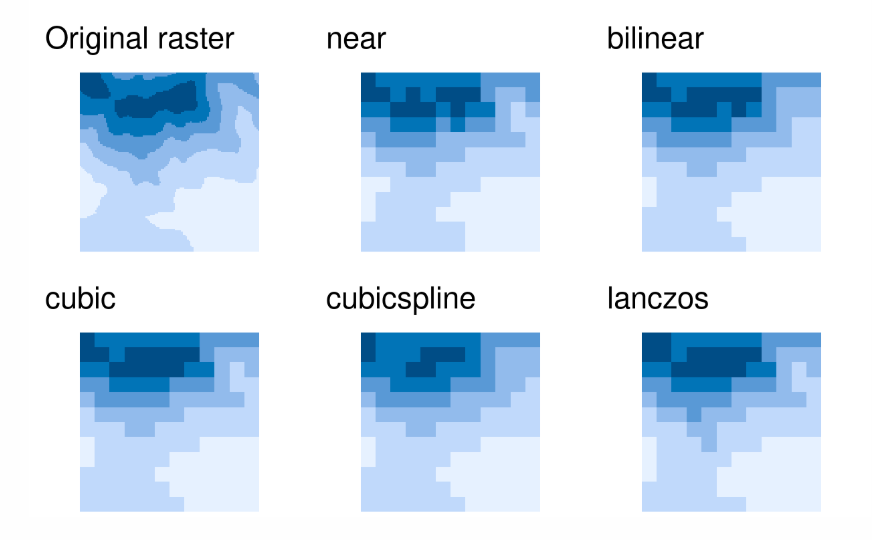 Original raster
near
bilinear
cubic
cubicspline
lanczos